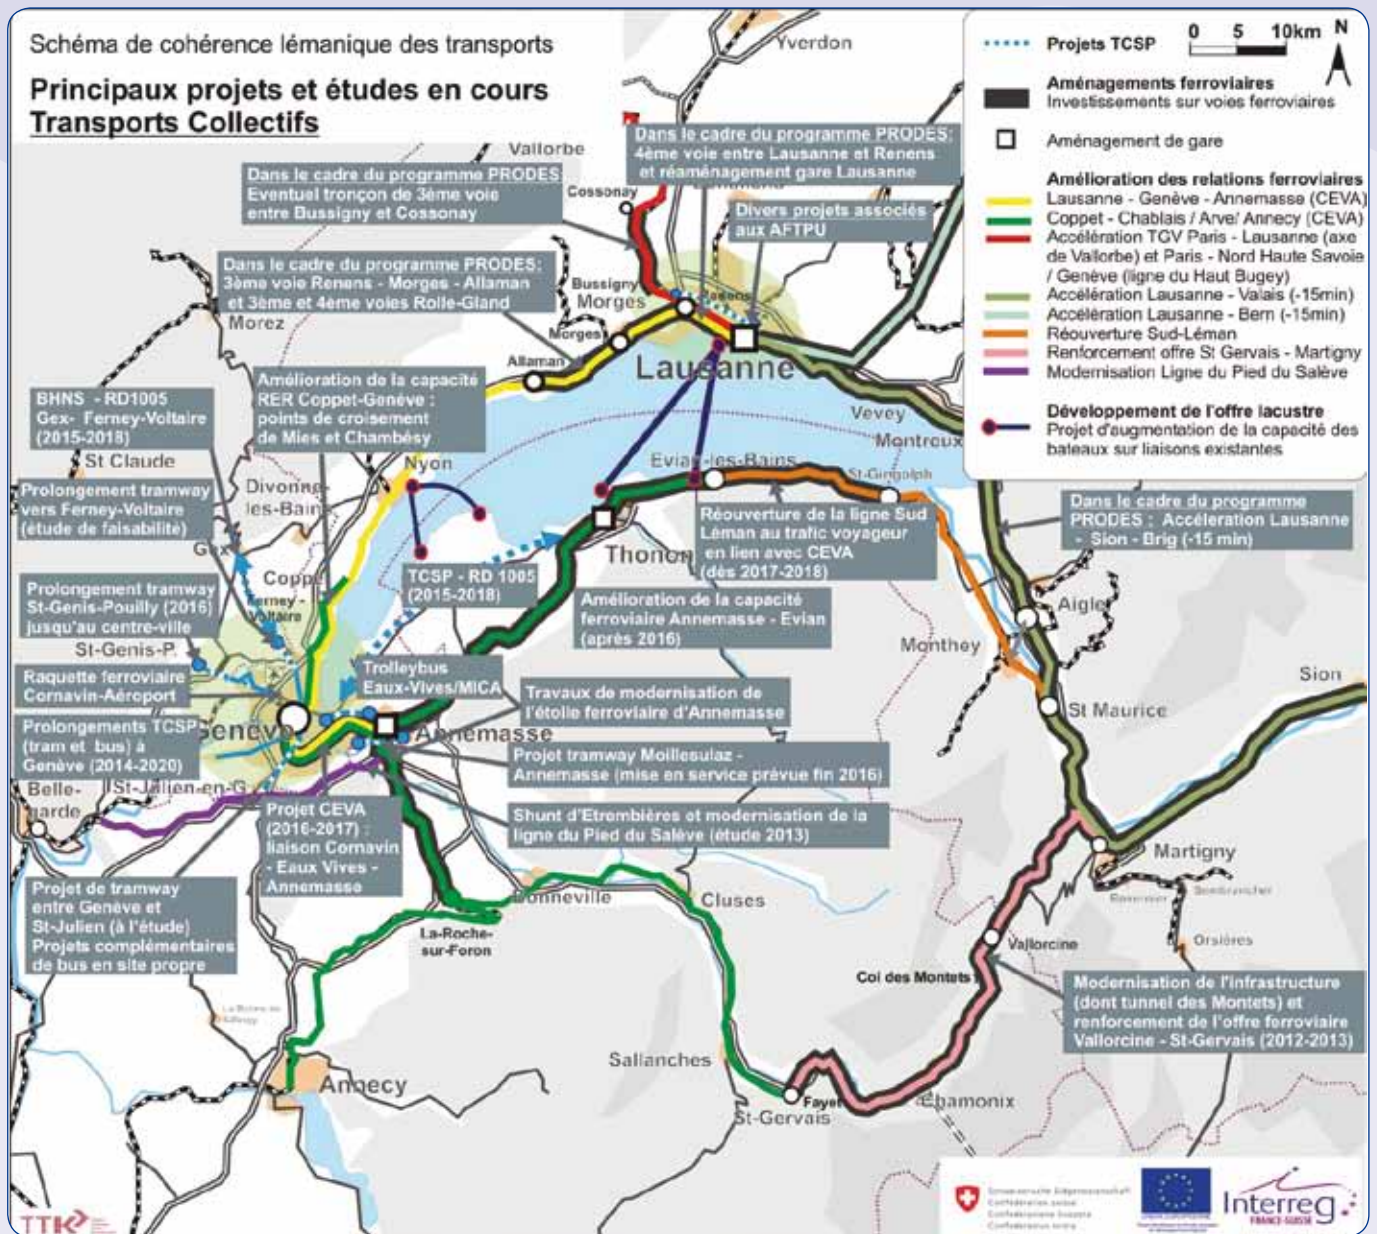 Schéma de cohérence lémanique des transports
Principaux projets et études en cours
Transports Collectifs
Projets TCSP
0 5 10km
N
Aménagements ferroviaires
Investissements sur voies ferroviaires
Aménagement de gare
Amélioration des relations ferroviaires
Lausanne - Genève - Annemasse (CEVA)
Coppet - Chablais / Arve/ Annecy (CEVA)
Accélération TGV Paris - Lausanne (axe
de Vallorbe) et Paris - Nord Haute Savoie
/ Genève (ligne du Haut Bugey)
Accélération Lausanne - Valais (-15min)
Accélération Lausanne - Bern (-15min)
Réouverture Sud-Léman
Renforcement offre St Gervais - Martigny
Modernisation Ligne du Pied du Salève
Développement de l'offre lacustre
Projet d'augmentation de la capacité des
bateaux sur liaisons existantes
Yverdon
Vallorbe
Dans le cadre du programme PRODES:
4ème voie entre Lausanne et Renens
et réaménagement gare Lausanne
Dans le cadre du programme PRODES:
Eventuel tronçon de 3ème voie
entre Bussigny et Cossonay
Cossonay
Divers projets associés
aux AFTPU
Dans le cadre du programme PRODES:
3ème voie Renens - Morges - Allaman
et 3ème et 4ème voies Rolle-Gland
Bussigny
Morges
Morges
Allaman
Lausanne
Morez
Vevey
Montreux
BHNS - RD1005
Gex- Ferney-Voltaire
(2015-2018)
Amélioration de la capacité
RER Coppet-Genève :
points de croisement
de Mies et Chambésy
St Claude
Nyon
Divonne-
les-Bains
Evian-les-Bains
St-Gingolph
Prolongement tramway
vers Ferney-Voltaire
(étude de faisabilité)
Gex
Réouverture de la ligne Sud
Léman au trafic voyageur
en lien avec CEVA
(dès 2017-2018)
Dans le cadre du programme
PRODES : Accéleration Lausanne
- Sion - Brig (-15 min)
Thonon
TCSP - RD 1005
(2015-2018)
Coppe
Ferney -
Voltaire
Prolongement tramway
St-Genis-Pouilly (2016)
jusqu'au centre-ville
Amélioration de la capacité
ferroviaire Annemasse - Evian
(après 2016)
Aigle
Monthey
St-Genis-P.
Sion
Raquette ferroviaire
Cornavin-Aéroport
Trolleybus
Eaux-Vives/MICA
Travaux de modernisation de
l'étoile ferroviaire d'Annemasse
St Maurice
Prolongements TCSP
(tram et bus) à
Genève (2014-2020)
Genève
Annemasse
Projet tramway Moillesulaz -
Annemasse (mise en service prévue fin 2016)
Belle-
garde
St-Julien-en-G.
Projet CEVA
(2016-2017) :
liaison Cornavin
- Eaux Vives -
Annemasse
Shunt d'Etrembières et modernisation de la
ligne du Pied du Salève (étude 2013)
Martigny
Sembrancher
Projet de tramway
entre Genève et
St-Julien (à l'étude)
Projets complémentaires
de bus en site propre
Bonneville
Cluses
La-Roche-
sur-Foron
Orsières
Vallorcine
Col des Montets
Modernisation de l'infrastructure
(dont tunnel des Montets) et
renforcement de l'offre ferroviaire
Vallorcine - St-Gervais (2012-2013)
Sallanches
Annecy
Fayet
St-Gervais
Chamonix
TTK
Schweizerische Eidgenossenschaft
Confédération suisse
Confederazione Svizzera
Confederaziun svizra
Interreg
FRANCE-SUISSE